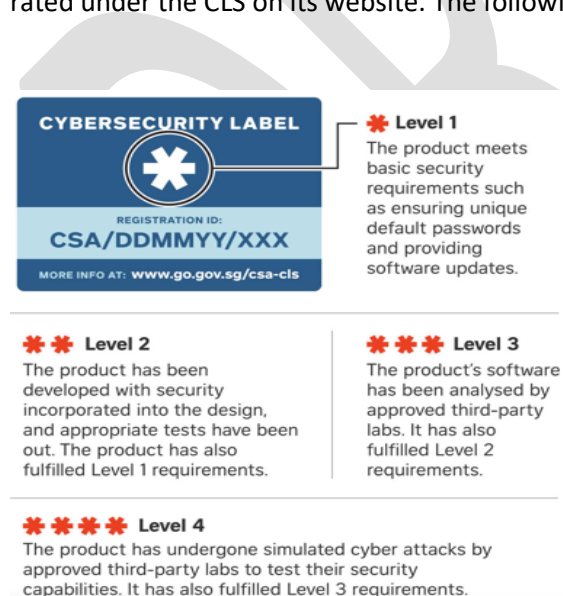 rated under the CLS on its website. The followi
CYBERSECURITY LABEL
REGISTRATION ID:
CSA/DDMMYY/XXX
MORE INFO AT: www.go.gov.sg/csa-cls
Level 1
The product meets
basic security
requirements such
as ensuring unique
default passwords
and providing
software updates.
Level 2
The product has been
developed with security
incorporated into the design,
and appropriate tests have been
out. The product has also
fulfilled Level 1 requirements.
Level 3
The product's software
has been analysed by
approved third-party
labs. It has also
fulfilled Level 2
requirements.
Level 4
The product has undergone simulated cyber attacks by
approved third-party labs to test their security
capabilities. It has also fulfilled Level 3 requirements.